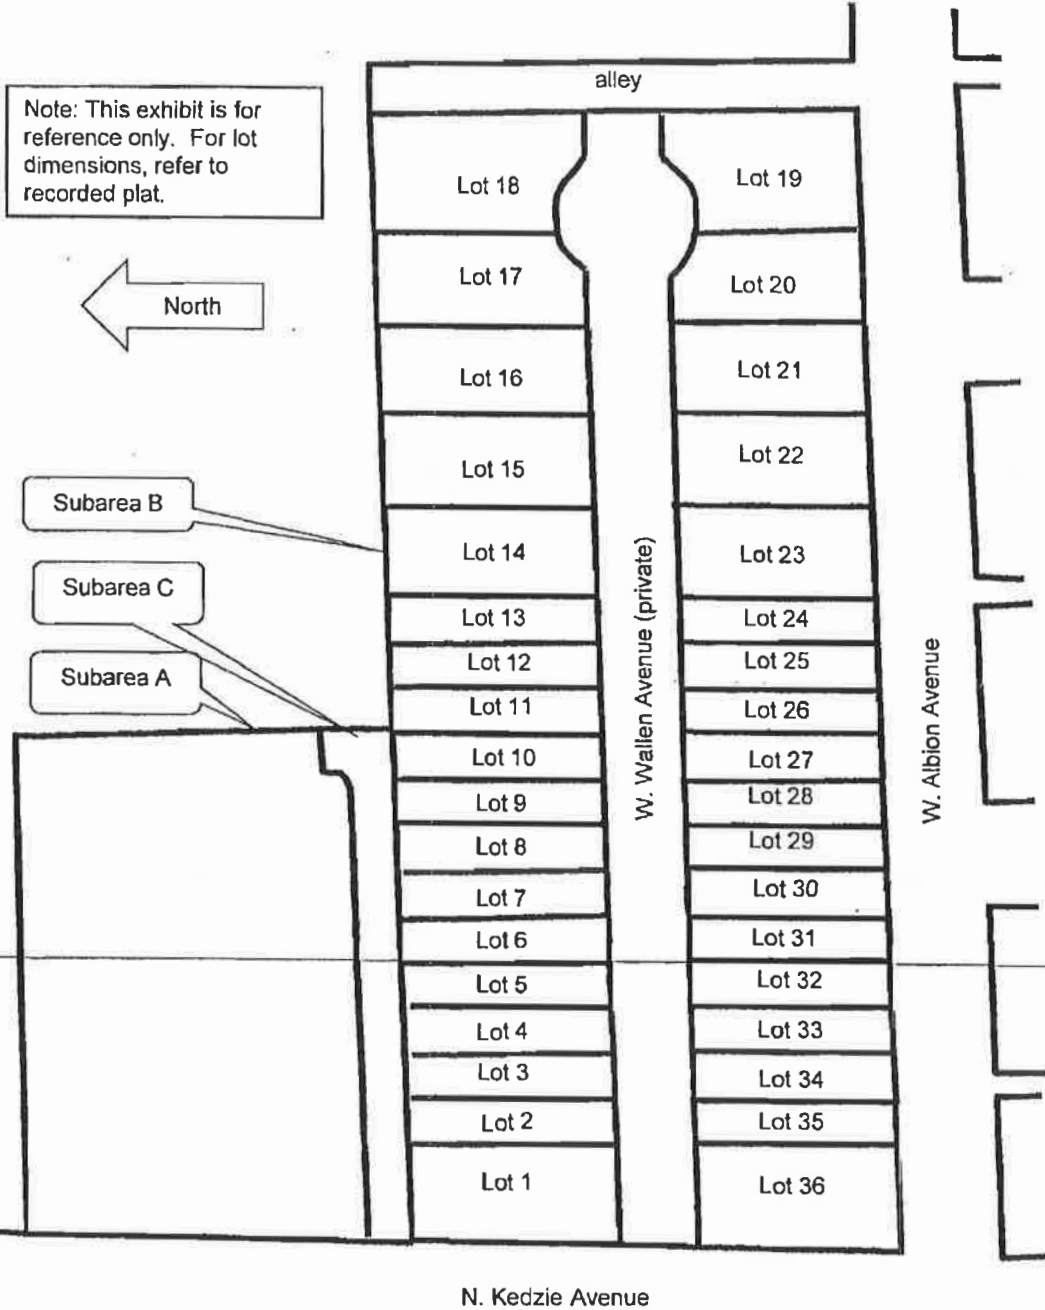 alley
Note: This exhibit is for
reference only. For lot
dimensions, refer to
recorded plat.
North
Lot 18
Lot 19
Lot 17
Lot 20
Lot 16
Lot 21
Lot 15
Lot 22
Subarea B
Lot 14
Lot 23
Subarea C
Lot 13
Lot 24
Lot 12
Lot 25
Subarea A
Lot 11
Lot 26
Lot 10
Lot 27
Lot 9
Lot 28
Lot 8
Lot 29
Lot 7
Lot 30
Lot 6
Lot 31
Lot 5
Lot 32
Lot 4
Lot 33
Lot 3
Lot 34
Lot 2
Lot 35
Lot 1
Lot 36
W. Wallen Avenue (private)
W. Albion Avenue
N. Kedzie Avenue